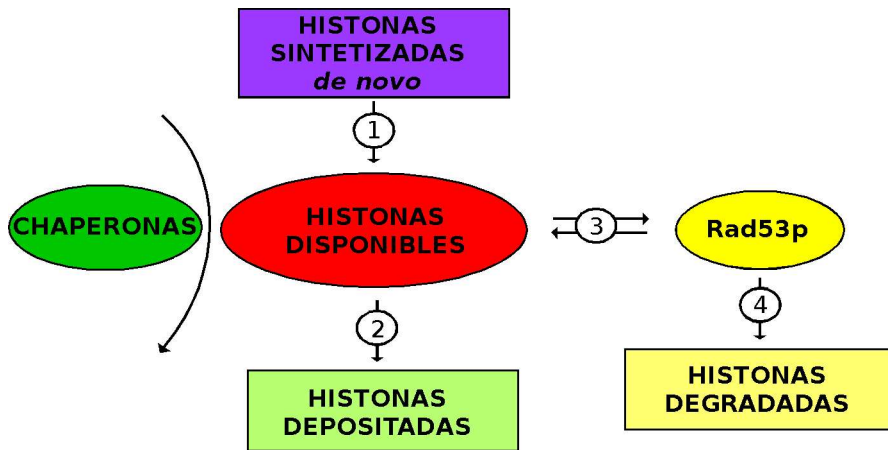 HISTONAS
SINTETIZADAS
de novo
1
CHAPERONAS
HISTONAS
DISPONIBLES
3
Rad53p
2
4
HISTONAS
DEPOSITADAS
HISTONAS
DEGRADADAS